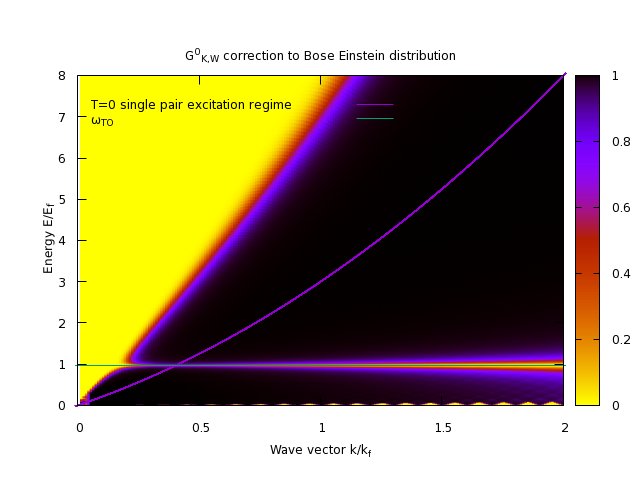 G⁰K,W correction to Bose Einstein distribution
T=0 single pair excitation regime
ωTO
Energy E/Ef
8
7
6
5
4
3
2
1
0
0 0.5 1 1.5 2
Wave vector k/kf
1
0.8
0.6
0.4
0.2
0